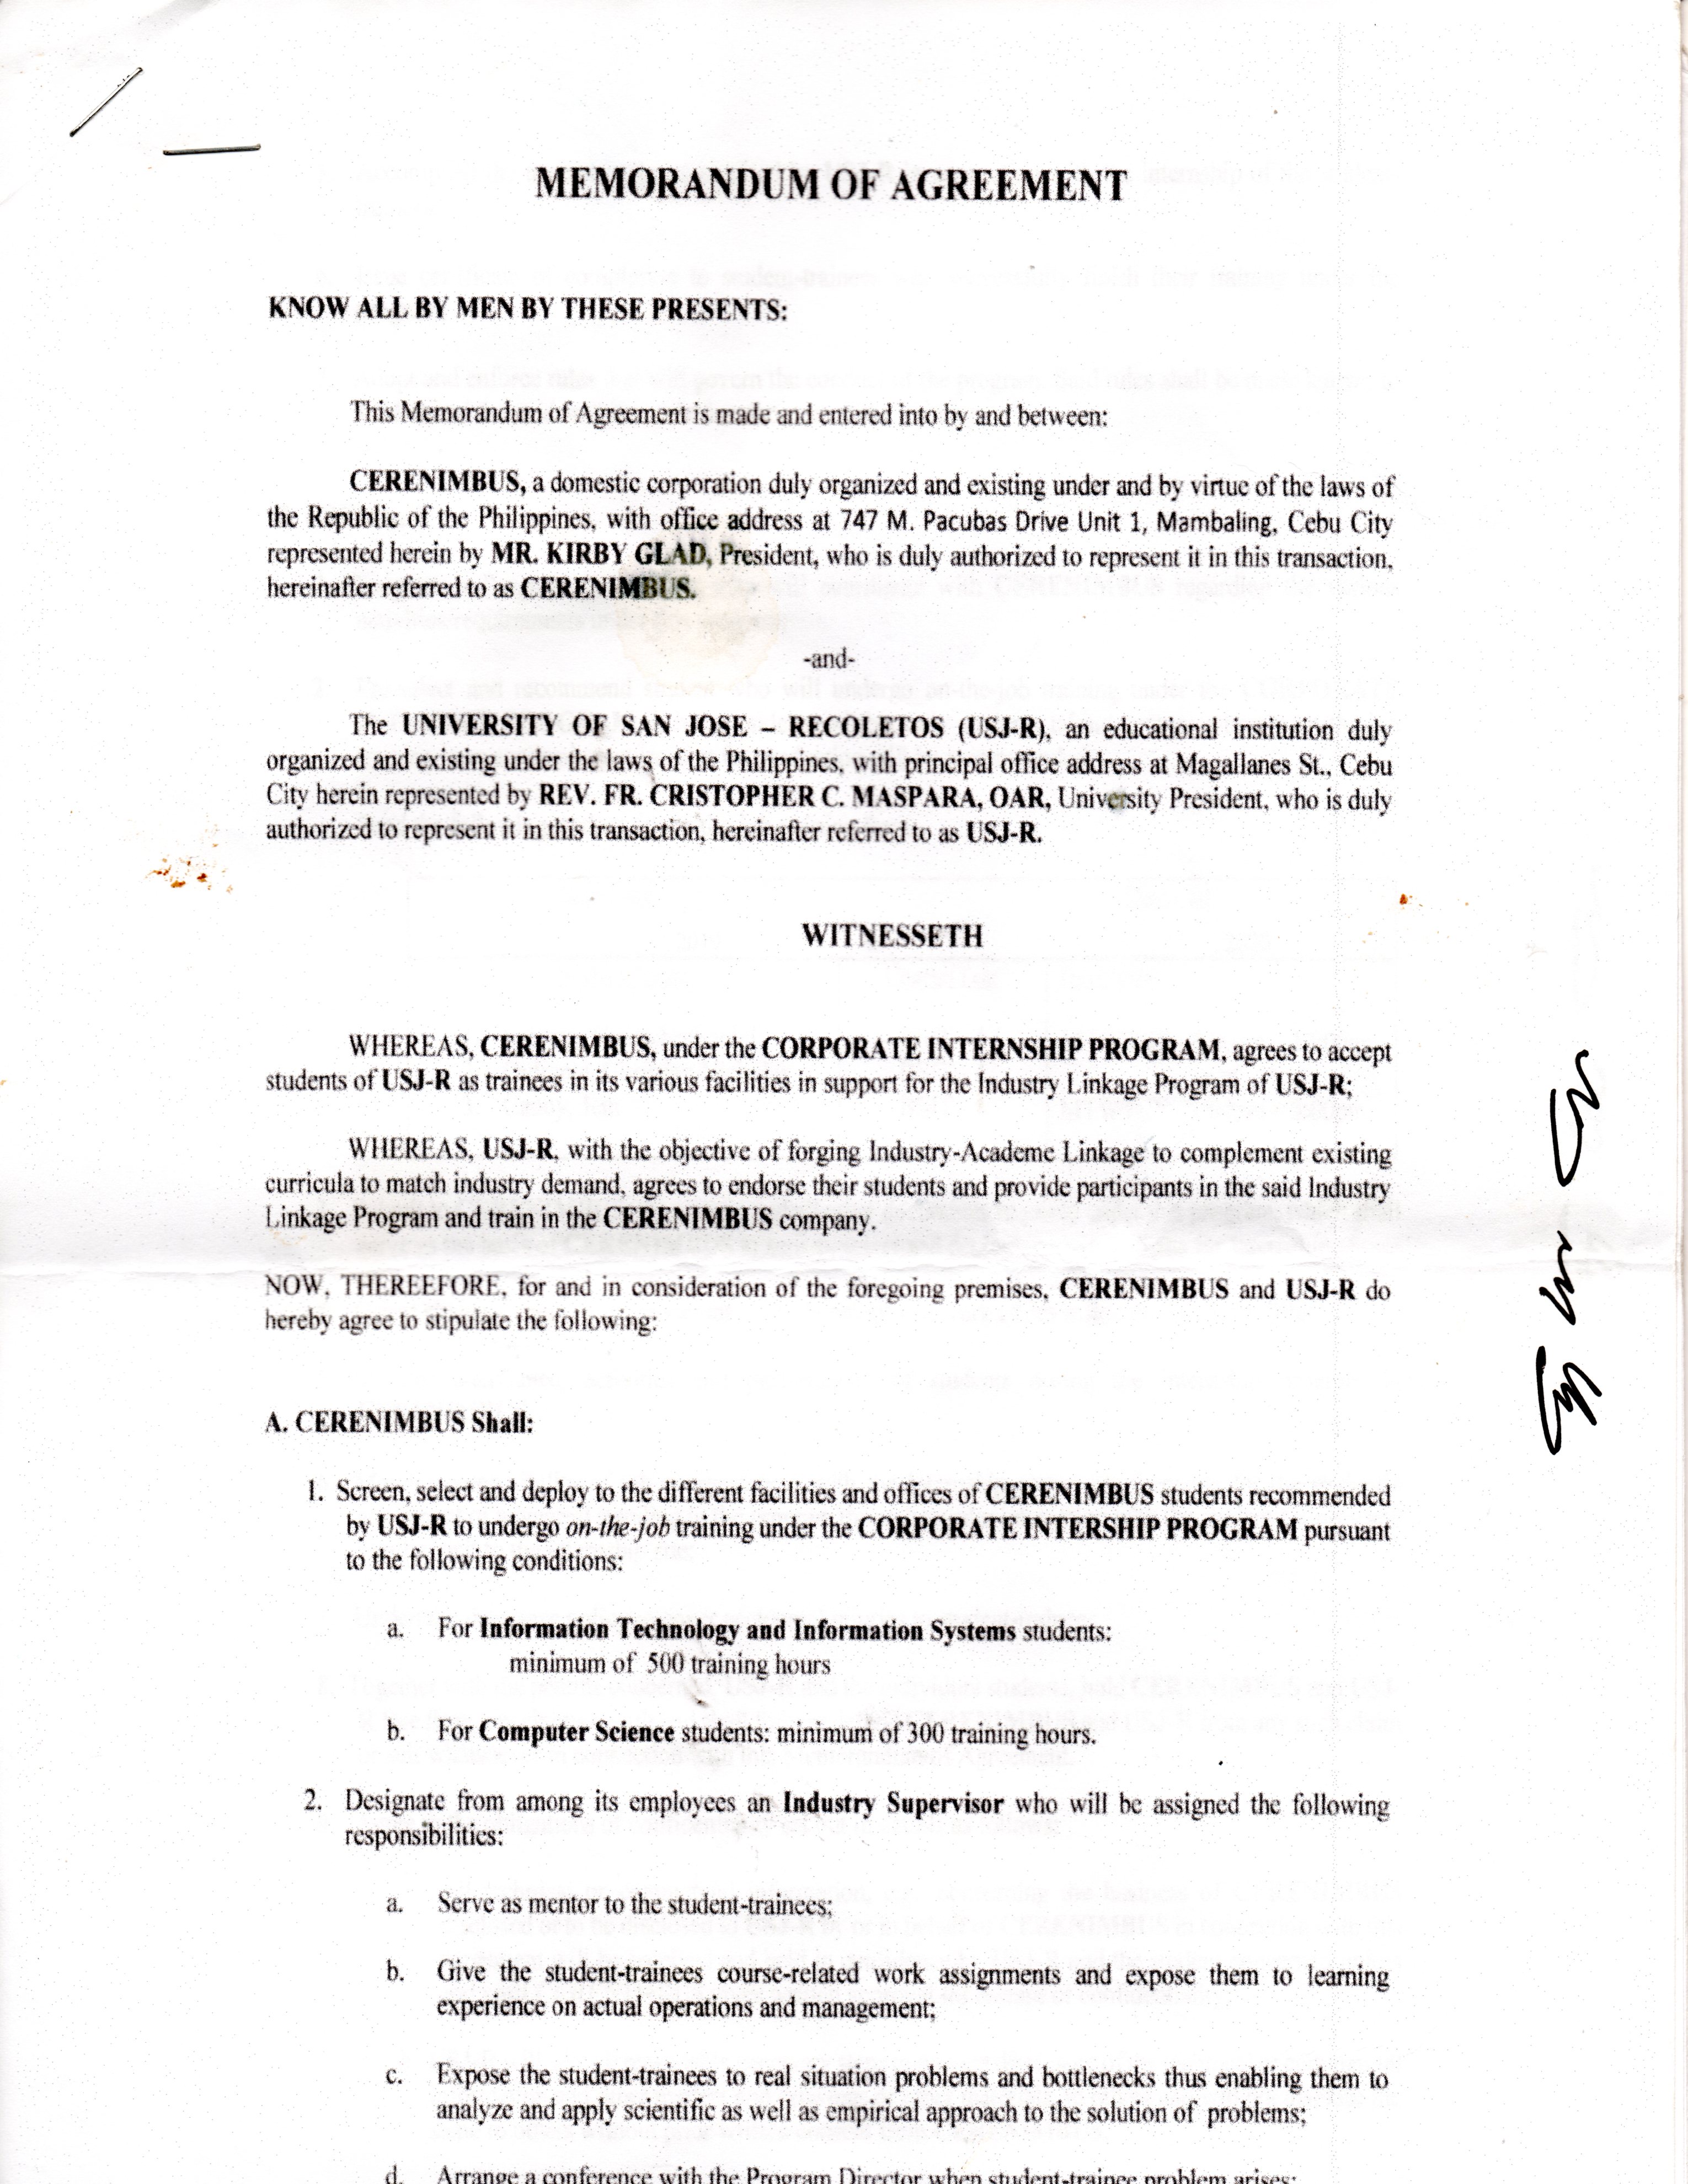 MEMORANDUM OF AGREEMENT
KNOW ALL BY MEN BY THESE PRESENTS:
This Memorandum of Agreement is made and entered into by and between:
CERENIMBUS, a domestic corporation duly organized and existing under and by virtue of the laws of
the Republic of the Philippines, with office address at 747 M. Pacubas Drive Unit 1, Mambaling, Cebu City
represented herein by MR. KIRBY GLAD, President, who is duly authorized to represent it in this transaction,
hereinafter referred to as CERENIMBUS.
-and-
The UNIVERSITY OF SAN JOSE – RECOLETOS (USJ-R), an educational institution duly
organized and existing under the laws of the Philippines, with principal office address at Magallanes St., Cebu
City herein represented by REV. FR. CRISTOPHER C. MASPARA, OAR, University President, who is duly
authorized to represent it in this transaction, hereinafter referred to as USJ-R.
WITNESSETH
WHEREAS, CERENIMBUS, under the CORPORATE INTERNSHIP PROGRAM, agrees to accept
students of USJ-R as trainees in its various facilities in support for the Industry Linkage Program of USJ-R;
WHEREAS, USJ-R, with the objective of forging Industry-Academe Linkage to complement existing
curricula to match industry demand, agrees to endorse their students and provide participants in the said Industry
Linkage Program and train in the CERENIMBUS company.
NOW, THEREEFORE, for and in consideration of the foregoing premises, CERENIMBUS and USJ-R do
hereby agree to stipulate the following:
A. CERENIMBUS Shall:
1. Screen, select and deploy to the different facilities and offices of CERENIMBUS students recommended
by USJ-R to undergo on-the-job training under the CORPORATE INTERSHIP PROGRAM pursuant
to the following conditions:
a. For Information Technology and Information Systems students:
minimum of 500 training hours
b. For Computer Science students: minimum of 300 training hours.
2. Designate from among its employees an Industry Supervisor who will be assigned the following
responsibilities:
a. Serve as mentor to the student-trainees;
b. Give the student-trainees course-related work assignments and expose them to learning
experience on actual operations and management;
c. Expose the student-trainees to real situation problems and bottlenecks thus enabling them to
analyze and apply scientific as well as empirical approach to the solution of problems;
d. Arrange a conference with the Program Director when student-trainee problem arises;